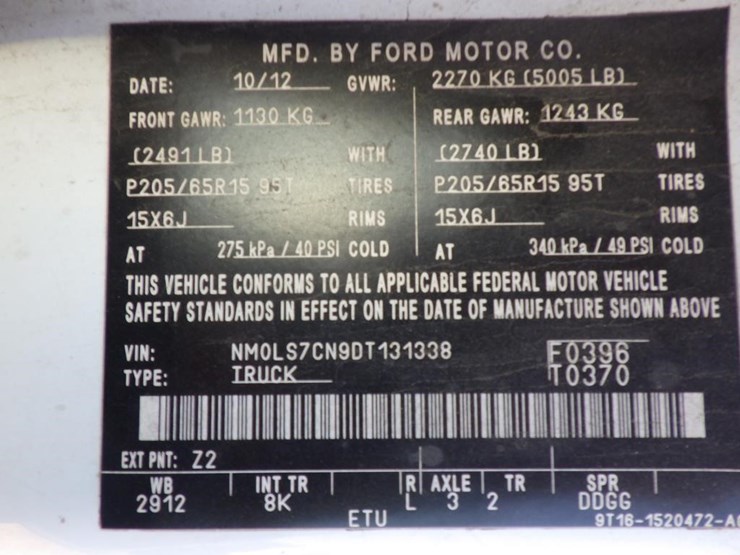 MFD. BY FORD MOTOR CO.
DATE: 10/12 GVWR: 2270 KG (5005 LB)
FRONT GAWR: 1130 KG REAR GAWR: 1243 KG
(2491 LB) WITH (2740 LB) WITH
P205/65R15 95T TIRES P205/65R15 95T TIRES
15X6J RIMS 15X6J RIMS
AT 275 kPa / 40 PSI COLD AT 340 kPa / 49 PSI COLD
THIS VEHICLE CONFORMS TO ALL APPLICABLE FEDERAL MOTOR VEHICLE
SAFETY STANDARDS IN EFFECT ON THE DATE OF MANUFACTURE SHOWN ABOVE
VIN: NM0LS7CN9DT131338 F0396
TYPE: TRUCK T0370
EXT PNT: Z2
WB INT TR R AXLE TR SPR
2912 8K L 3 2 DDGG
ETU 9T16-1520472-A